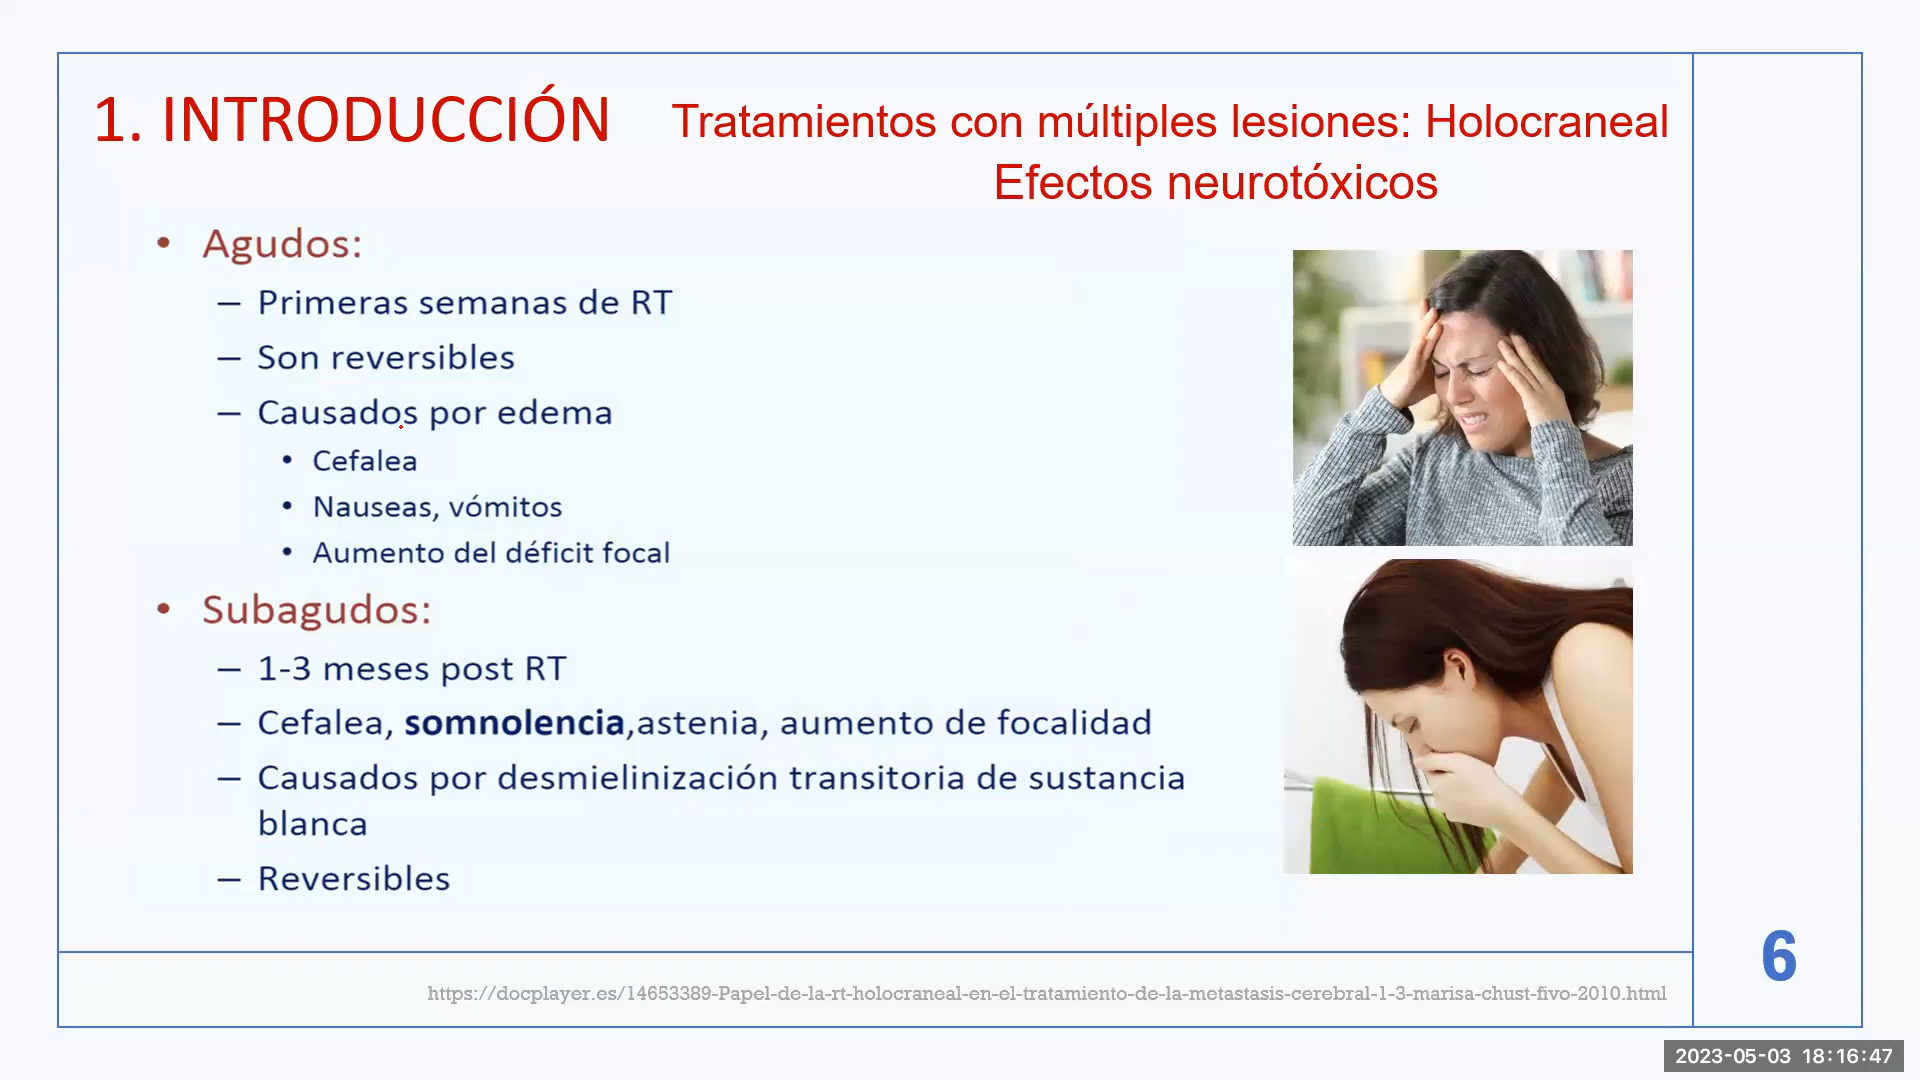 1. INTRODUCCIÓN
Tratamientos con múltiples lesiones: Holocraneal
Efectos neurotóxicos
• Agudos:
– Primeras semanas de RT
– Son reversibles
– Causados por edema
• Cefalea
• Nauseas, vómitos
• Aumento del déficit focal
• Subagudos:
– 1-3 meses post RT
– Cefalea, somnolencia,astenia, aumento de focalidad
– Causados por desmielinización transitoria de sustancia
blanca
– Reversibles
6
https://docplayer.es/14653389-Papel-de-la-rt-holocraneal-en-el-tratamiento-de-la-metastasis-cerebral-1-3-marisa-chust-fivo-2010.html
2023-05-03 18:16:47